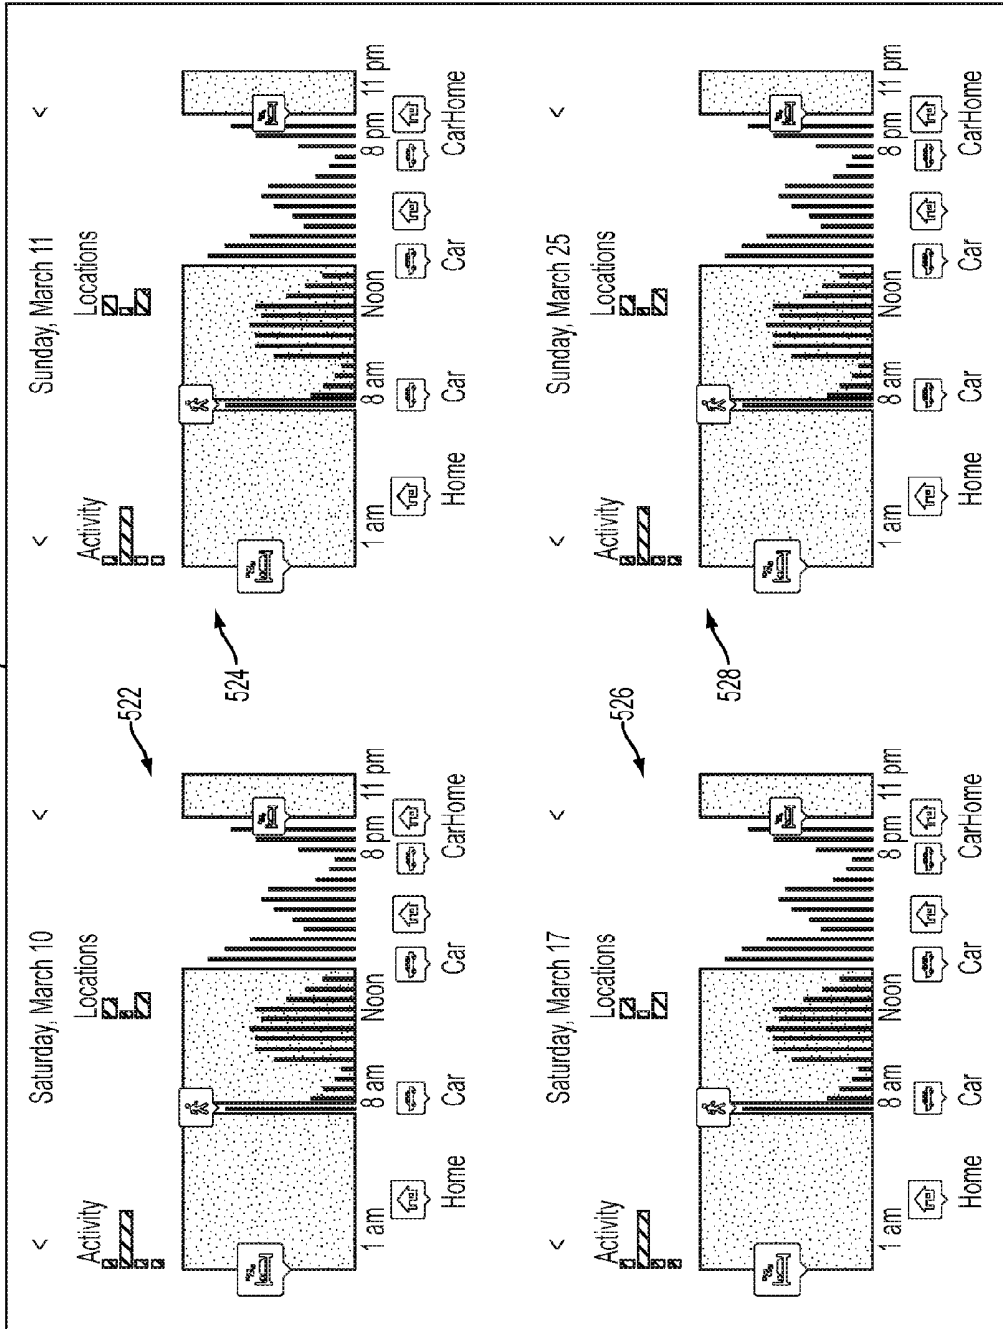 Saturday, March 10
Activity
Locations
522
1 am
8 am
Noon
8 pm
11 pm
Home
Car
Car
CarHome
Sunday, March 11
Activity
Locations
524
1 am
8 am
Noon
8 pm
11 pm
Home
Car
Car
CarHome
Saturday, March 17
Activity
Locations
526
1 am
8 am
Noon
8 pm
11 pm
Home
Car
Car
CarHome
Sunday, March 25
Activity
Locations
528
1 am
8 am
Noon
8 pm
11 pm
Home
Car
Car
CarHome